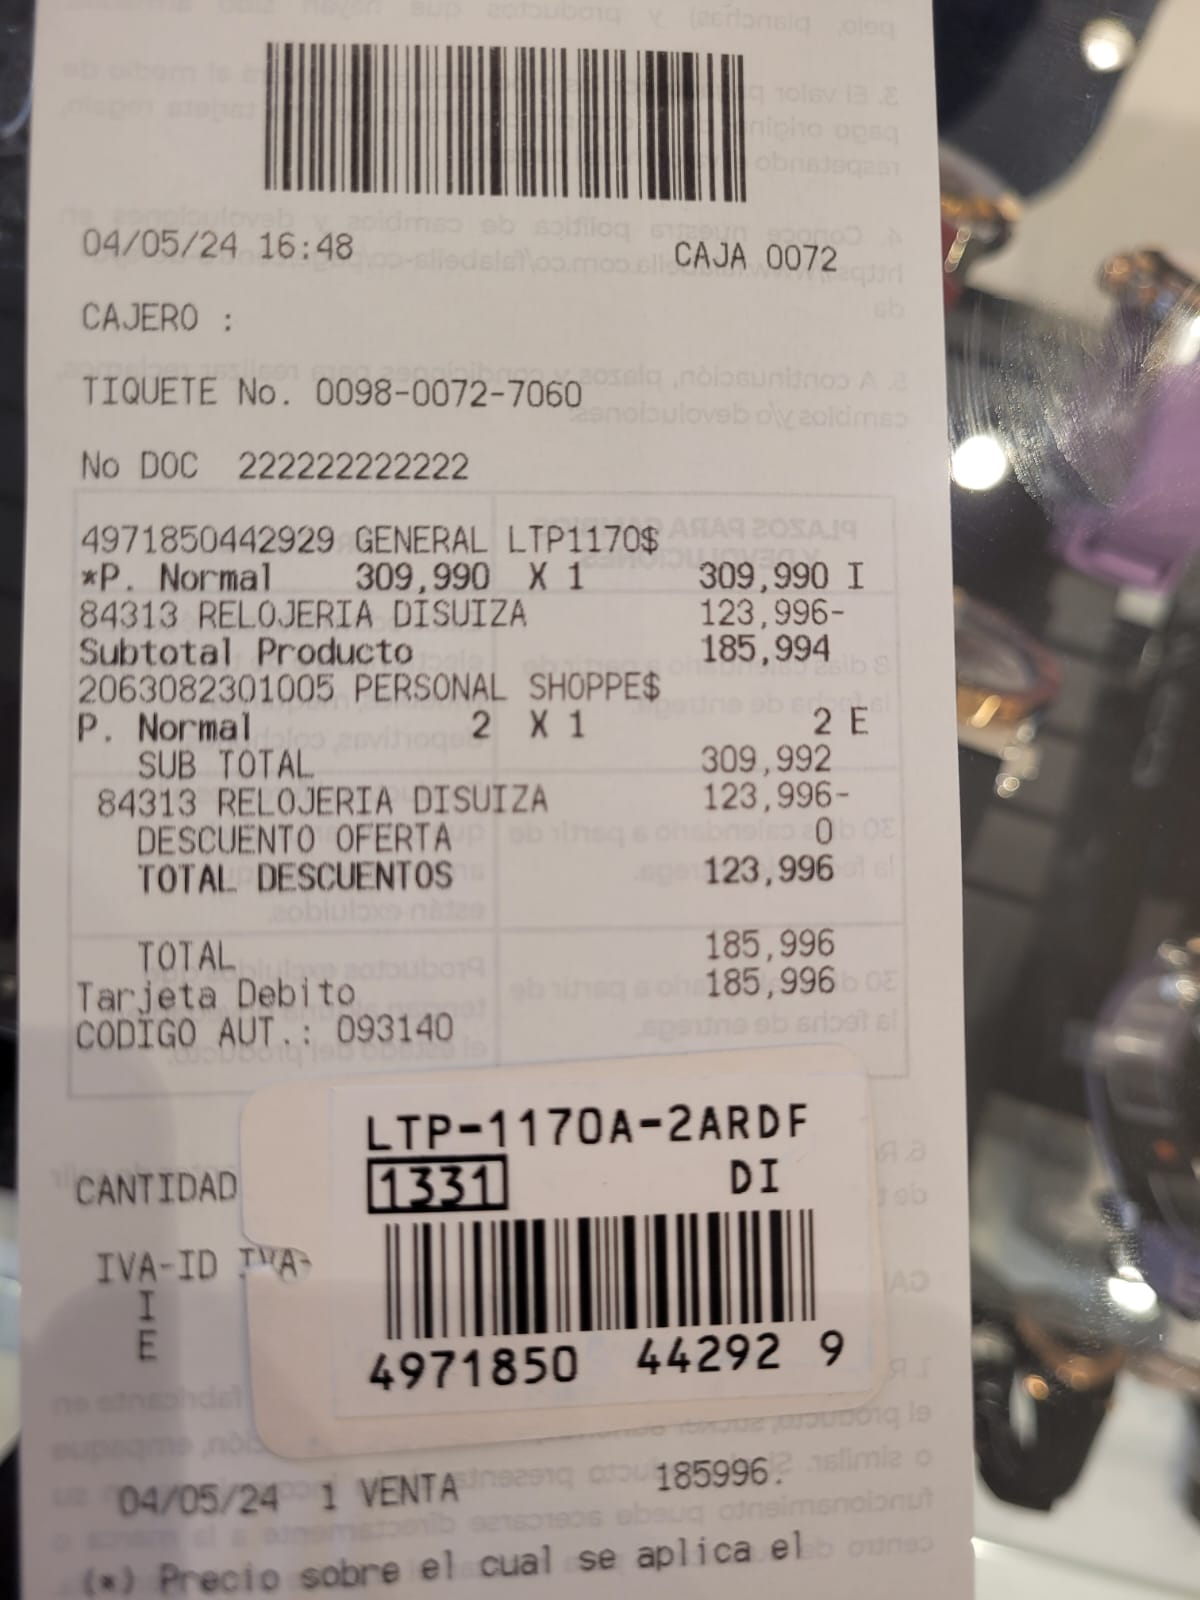 04/05/24 16:48 CAJA 0072
CAJERO :
TIQUETE No. 0098-0072-7060
No DOC 222222222222
4971850442929 GENERAL LTP1170$
*P. Normal 309,990 X 1 309,990 I
84313 RELOJERIA DISUIZA 123,996-
Subtotal Producto 185,994
2063082301005 PERSONAL SHOPPE$
P. Normal 2 X 1 2 E
SUB TOTAL 309,992
84313 RELOJERIA DISUIZA 123,996-
DESCUENTO OFERTA 0
TOTAL DESCUENTOS 123,996
TOTAL 185,996
Tarjeta Debito 185,996
CODIGO AUT.: 093140
LTP-1170A-2ARDF
1331 DI
4971850 44292 9
CANTIDAD
IVA-ID IVA-
I
E
04/05/24 1 VENTA 185996.
(*) Precio sobre el cual se aplica el